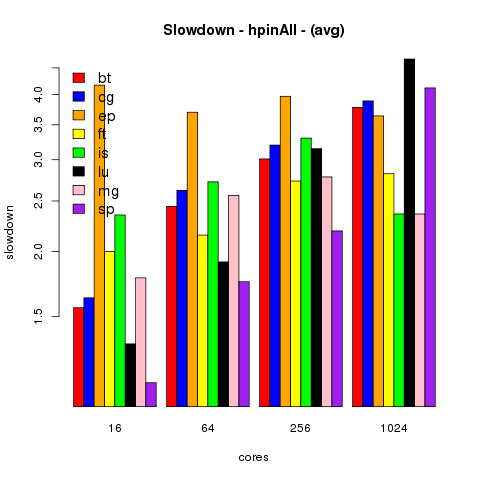 Slowdown - hpinAll - (avg)
slowdown
4.0
3.5
3.0
2.5
2.0
1.5
bt
cg
ep
ft
is
lu
mg
sp
16 64 256 1024
cores